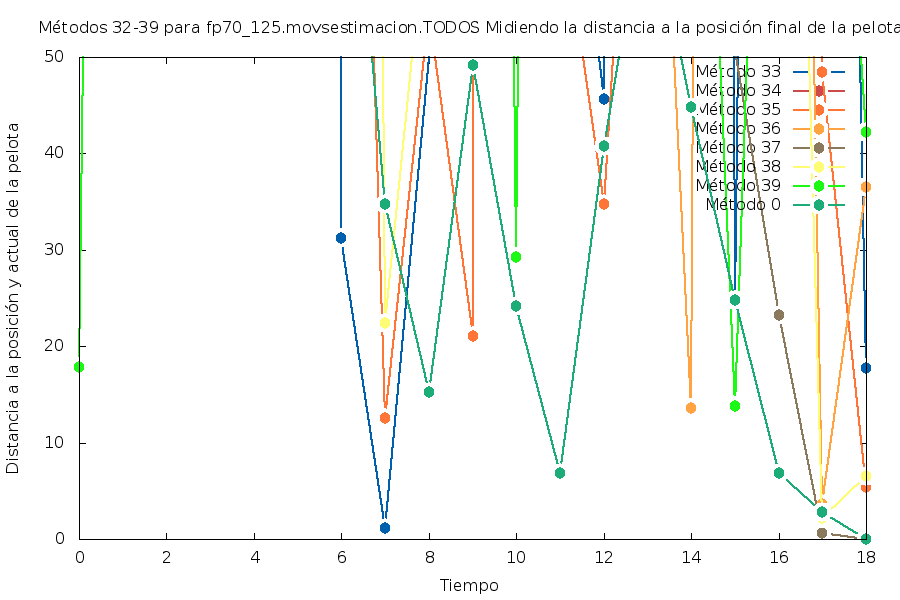 Métodos 32-39 para fp70_125.movsestimacion.TODOS Midiendo la distancia a la posición final de la pelota
50
40
30
20
10
0
Distancia a la posición y actual de la pelota
Método 33
Método 34
Método 35
Método 36
Método 37
Método 38
Método 39
Método 0
0 2 4 6 8 10 12 14 16 18
Tiempo